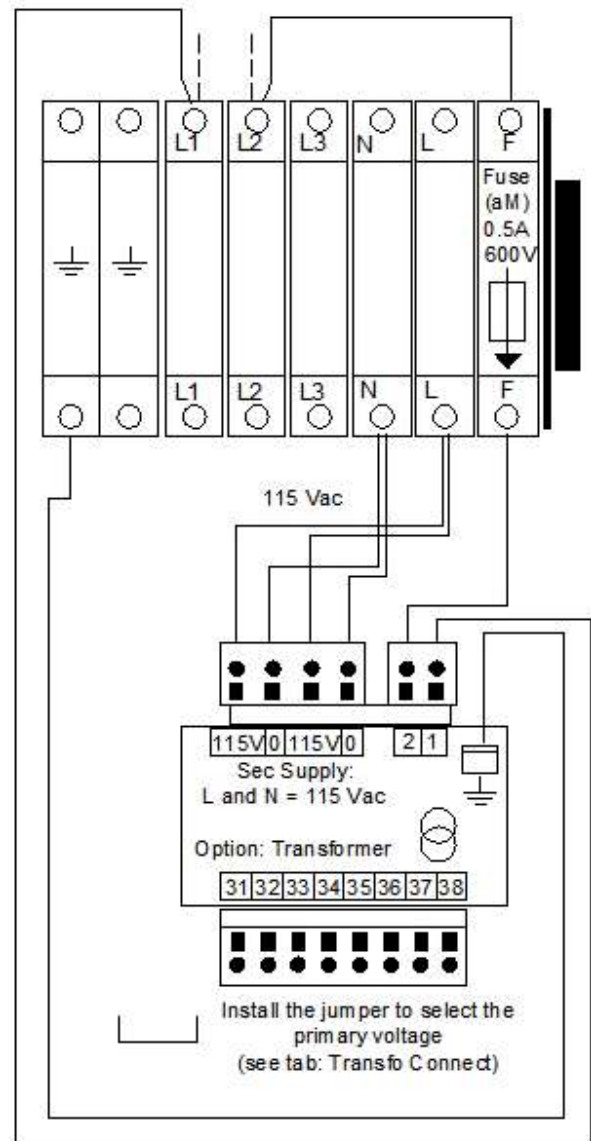 L1 L2 L3 N L F
Fuse
(aM)
0.5A
600V
L1 L2 L3 N L F
115 Vac
115V 0 115V 0 2 1
Sec Supply:
L and N = 115 Vac
Option: Transformer
31 32 33 34 35 36 37 38
Install the jumper to select the
primary voltage
(see tab: Transfo Connect)